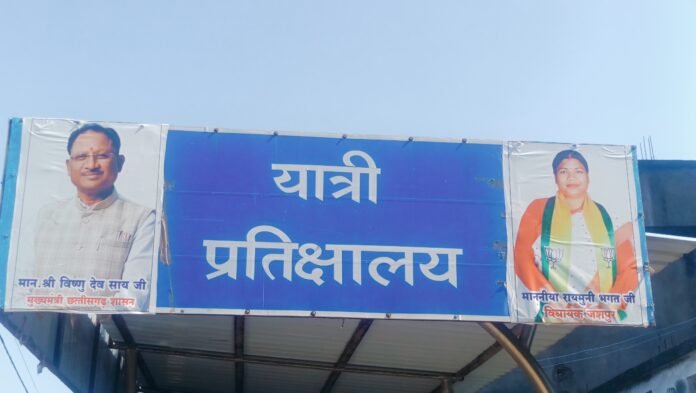 यात्री
प्रतिक्षालय
मान.श्री विष्णु देव साय जी
मुख्यमंत्री छत्तीसगढ़ शासन
माननीया रायमुनी भगत जी
विधायक जशपुर